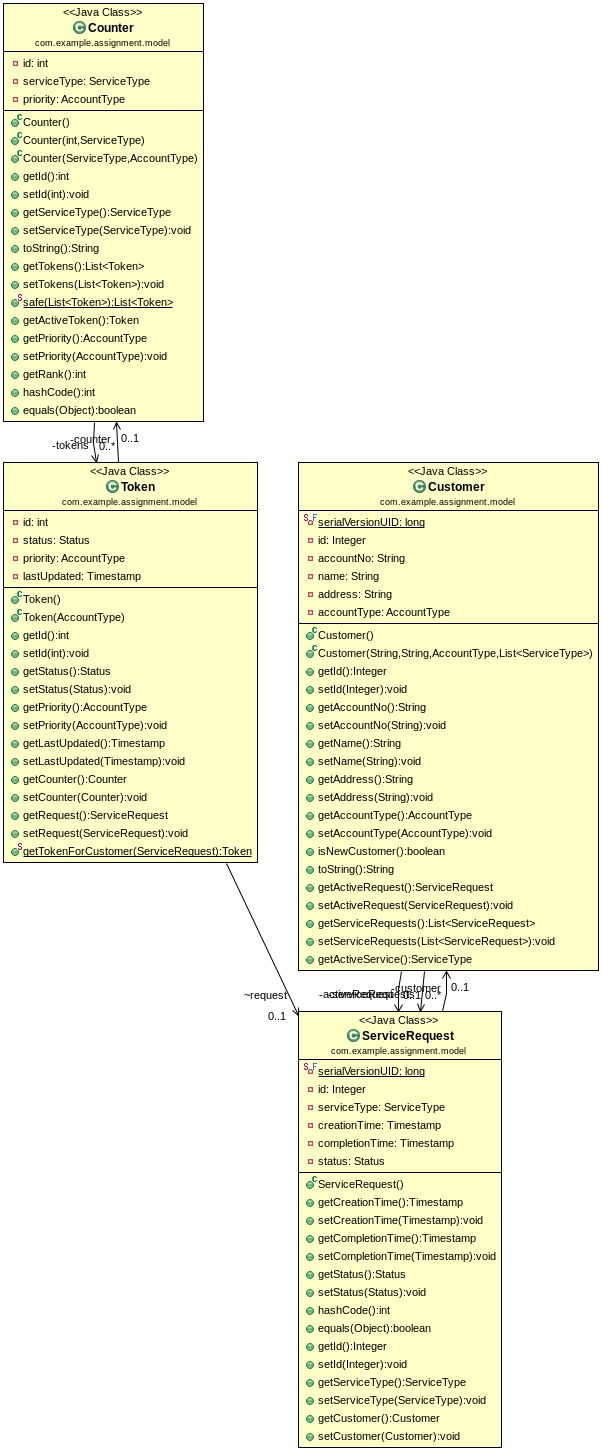 <<Java Class>>
Counter
com.example.assignment.model
id: int
serviceType: ServiceType
priority: AccountType
Counter()
Counter(int,ServiceType)
Counter(ServiceType,AccountType)
getId():int
setId(int):void
getServiceType():ServiceType
setServiceType(ServiceType):void
toString():String
getTokens():List<Token>
setTokens(List<Token>):void
safe(List<Token>):List<Token>
getActiveToken():Token
getPriority():AccountType
setPriority(AccountType):void
getRank():int
hashCode():int
equals(Object):boolean
-counter 0..1
-tokens 0..*
<<Java Class>>
Token
com.example.assignment.model
id: int
status: Status
priority: AccountType
lastUpdated: Timestamp
Token()
Token(AccountType)
getId():int
setId(int):void
getStatus():Status
setStatus(Status):void
getPriority():AccountType
setPriority(AccountType):void
getLastUpdated():Timestamp
setLastUpdated(Timestamp):void
getCounter():Counter
setCounter(Counter):void
getRequest():ServiceRequest
setRequest(ServiceRequest):void
getTokenForCustomer(ServiceRequest):Token
<<Java Class>>
Customer
com.example.assignment.model
serialVersionUID: long
id: Integer
accountNo: String
name: String
address: String
accountType: AccountType
Customer()
Customer(String,String,AccountType,List<ServiceType>)
getId():Integer
setId(Integer):void
getAccountNo():String
setAccountNo(String):void
getName():String
setName(String):void
getAddress():String
setAddress(String):void
getAccountType():AccountType
setAccountType(AccountType):void
isNewCustomer():boolean
toString():String
getActiveRequest():ServiceRequest
setActiveRequest(ServiceRequest):void
getServiceRequests():List<ServiceRequest>
setServiceRequests(List<ServiceRequest>):void
getActiveService():ServiceType
-customer 0..1
-activeRequest 0..1
-serviceRequests 0..*
~request
0..1
<<Java Class>>
ServiceRequest
com.example.assignment.model
serialVersionUID: long
id: Integer
serviceType: ServiceType
creationTime: Timestamp
completionTime: Timestamp
status: Status
ServiceRequest()
getCreationTime():Timestamp
setCreationTime(Timestamp):void
getCompletionTime():Timestamp
setCompletionTime(Timestamp):void
getStatus():Status
setStatus(Status):void
hashCode():int
equals(Object):boolean
getId():Integer
setId(Integer):void
getServiceType():ServiceType
setServiceType(ServiceType):void
getCustomer():Customer
setCustomer(Customer):void